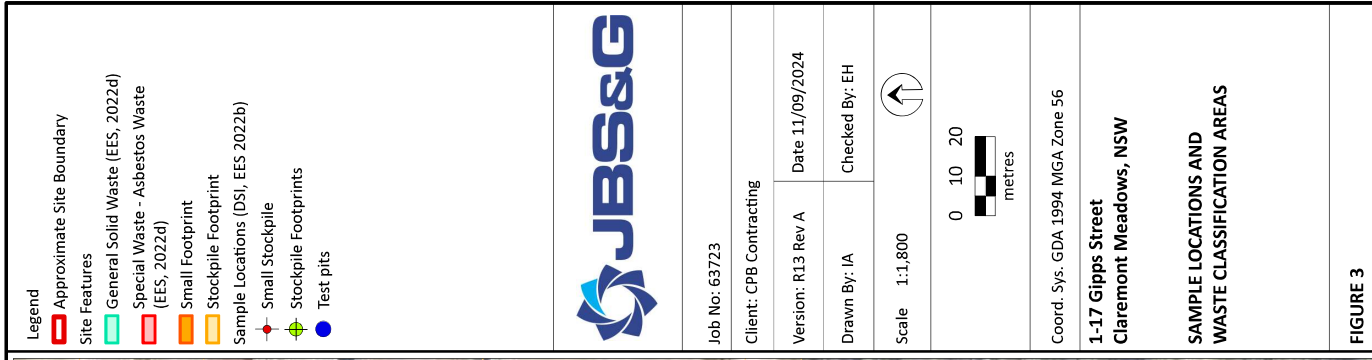 Legend
Approximate Site Boundary
Site Features
General Solid Waste (EES, 2022d)
Special Waste - Asbestos Waste
(EES, 2022d)
Small Footprint
Stockpile Footprint
Sample Locations (DSI, EES 2022b)
Small Stockpile
Stockpile Footprints
Test pits
JBS&G
Job No: 63723
Client: CPB Contracting
Version: R13 Rev A
Date 11/09/2024
Drawn By: IA
Checked By: EH
Scale 1:1,800
0 10 20
metres
Coord. Sys. GDA 1994 MGA Zone 56
1-17 Gipps Street
Claremont Meadows, NSW
SAMPLE LOCATIONS AND
WASTE CLASSIFICATION AREAS
FIGURE 3